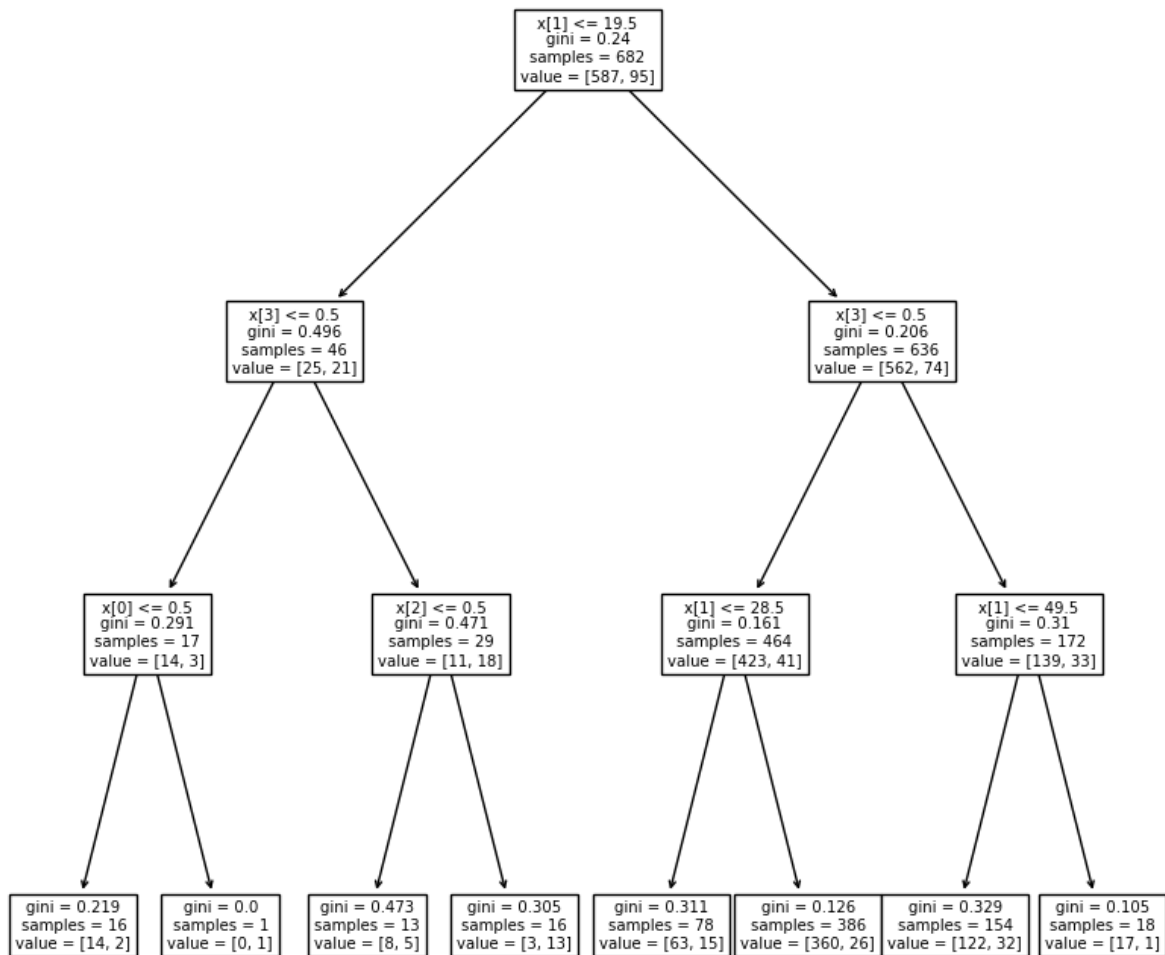 x[1] <= 19.5
gini = 0.24
samples = 682
value = [587, 95]
x[3] <= 0.5
gini = 0.496
samples = 46
value = [25, 21]
x[3] <= 0.5
gini = 0.206
samples = 636
value = [562, 74]
x[0] <= 0.5
gini = 0.291
samples = 17
value = [14, 3]
x[2] <= 0.5
gini = 0.471
samples = 29
value = [11, 18]
x[1] <= 28.5
gini = 0.161
samples = 464
value = [423, 41]
x[1] <= 49.5
gini = 0.31
samples = 172
value = [139, 33]
gini = 0.219
samples = 16
value = [14, 2]
gini = 0.0
samples = 1
value = [0, 1]
gini = 0.473
samples = 13
value = [8, 5]
gini = 0.305
samples = 16
value = [3, 13]
gini = 0.311
samples = 78
value = [63, 15]
gini = 0.126
samples = 386
value = [360, 26]
gini = 0.329
samples = 154
value = [122, 32]
gini = 0.105
samples = 18
value = [17, 1]